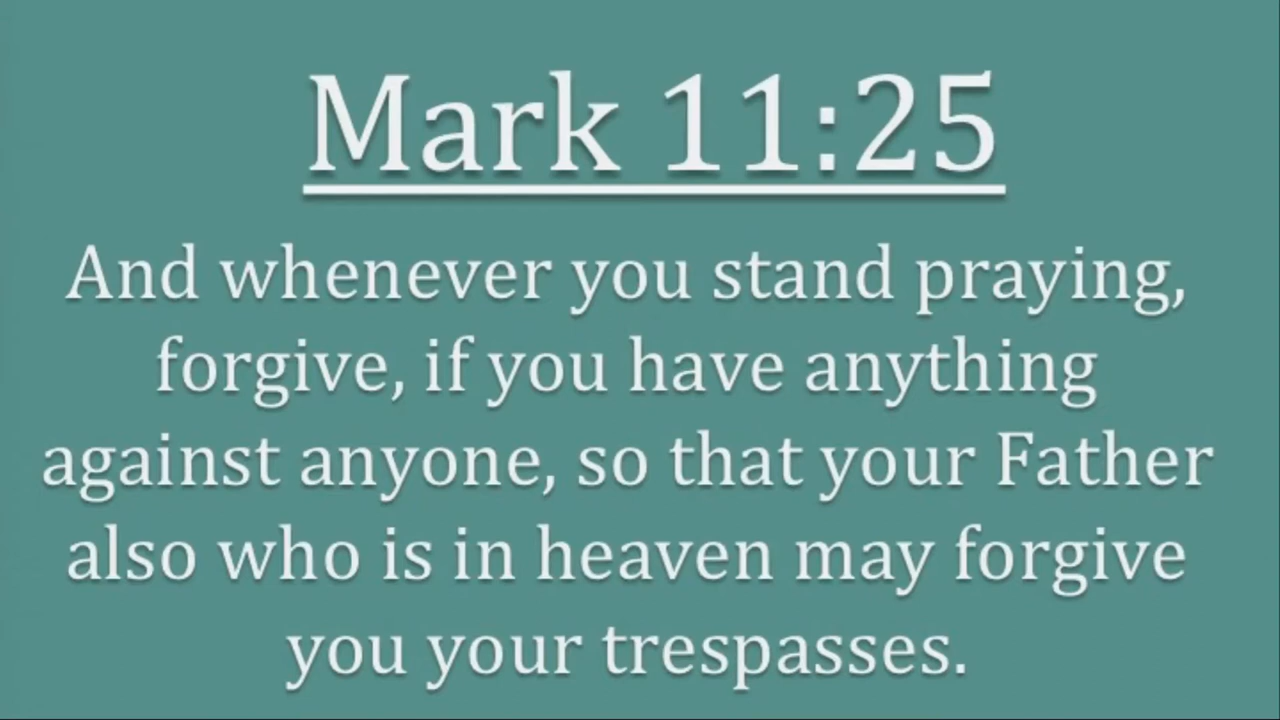 Mark 11:25
And whenever you stand praying,
forgive, if you have anything
against anyone, so that your Father
also who is in heaven may forgive
you your trespasses.